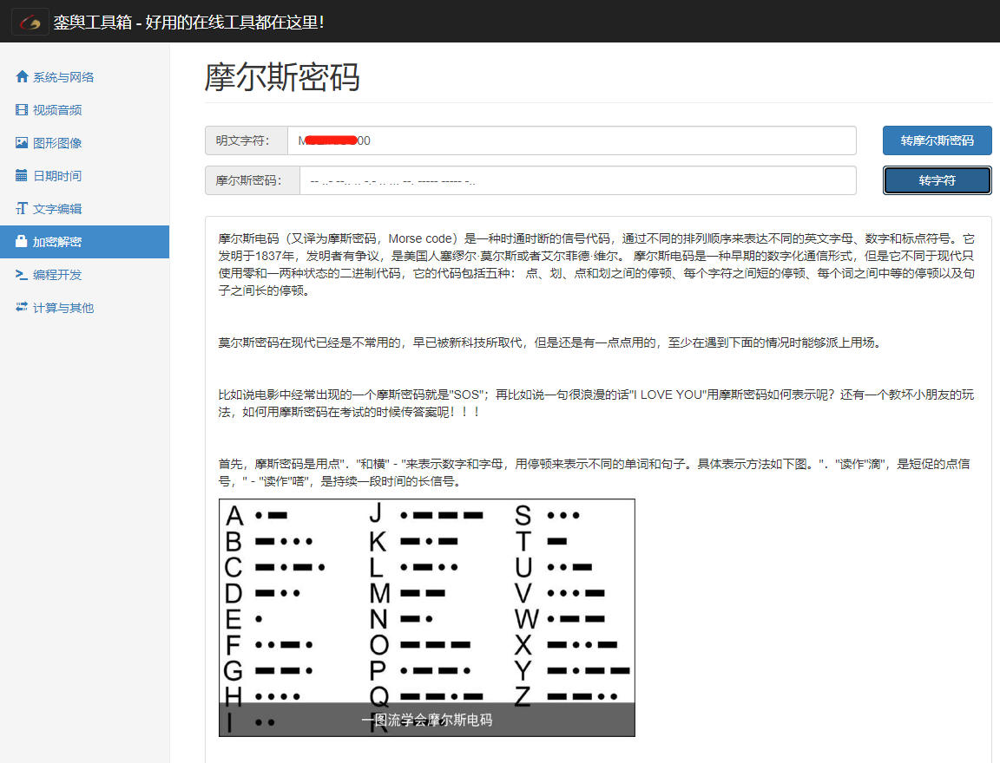 銮舆工具箱 - 好用的在线工具都在这里！
系统与网络
视频音频
图形图像
日期时间
文字编辑
加密解密
编程开发
计算与其他
摩尔斯密码
明文字符： M 00 转摩尔斯密码
摩尔斯密码： -- ..- --.. .. -.- .. ... --. ----- ----- -.. 转字符
摩尔斯电码（又译为摩斯密码，Morse code）是一种时通时断的信号代码，通过不同的排列顺序来表达不同的英文字母、数字和标点符号。它
发明于1837年，发明者有争议，是美国人塞缪尔·莫尔斯或者艾尔菲德·维尔。 摩尔斯电码是一种早期的数字化通信形式，但是它不同于现代只
使用零和一两种状态的二进制代码，它的代码包括五种： 点、划、点和划之间的停顿、每个字符之间短的停顿、每个词之间中等的停顿以及句
子之间长的停顿。
莫尔斯密码在现代已经是不常用的，早已被新科技所取代，但是还是有一点点用的，至少在遇到下面的情况时能够派上用场。
比如说电影中经常出现的一个摩斯密码就是"SOS"；再比如说一句很浪漫的话"I LOVE YOU"用摩斯密码如何表示呢？还有一个教坏小朋友的玩
法，如何用摩斯密码在考试的时候传答案呢！！！
首先，摩斯密码是用点"．"和横" - "来表示数字和字母，用停顿来表示不同的单词和句子。具体表示方法如下图。"．"读作"滴"，是短促的点信
号，" - "读作"嗒"，是持续一段时间的长信号。
A •— J •——— S •••
B —••• K —•— T —
C —•—• L •—•• U ••—
D —•• M —— V •••—
E • N —• W •——
F ••—• O ——— X —••—
G ——• P •——• Y —•——
H •••• Q ——•— Z ——••
I •• R
一图流学会摩尔斯电码